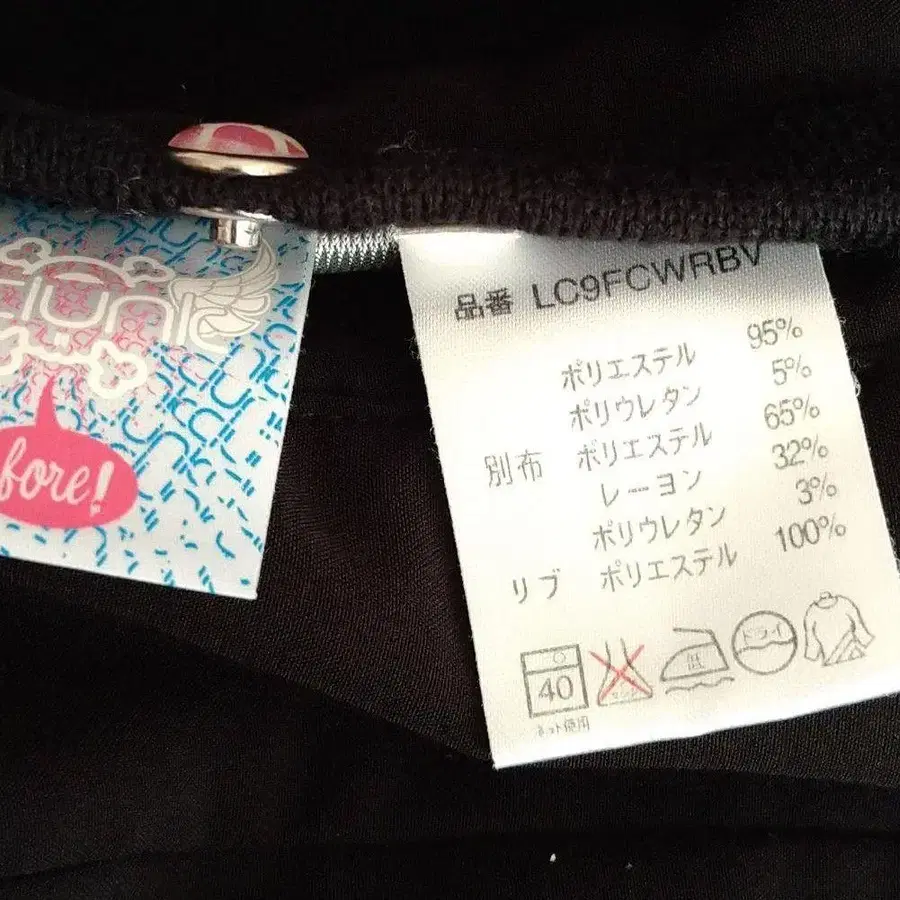 品番 LC9FCWRBV
ポリエステル 95%
ポリウレタン 5%
別布 ポリエステル 65%
レーヨン 32%
ポリウレタン 3%
リブ ポリエステル 100%
40
低
ドライ
ネット使用
fore!